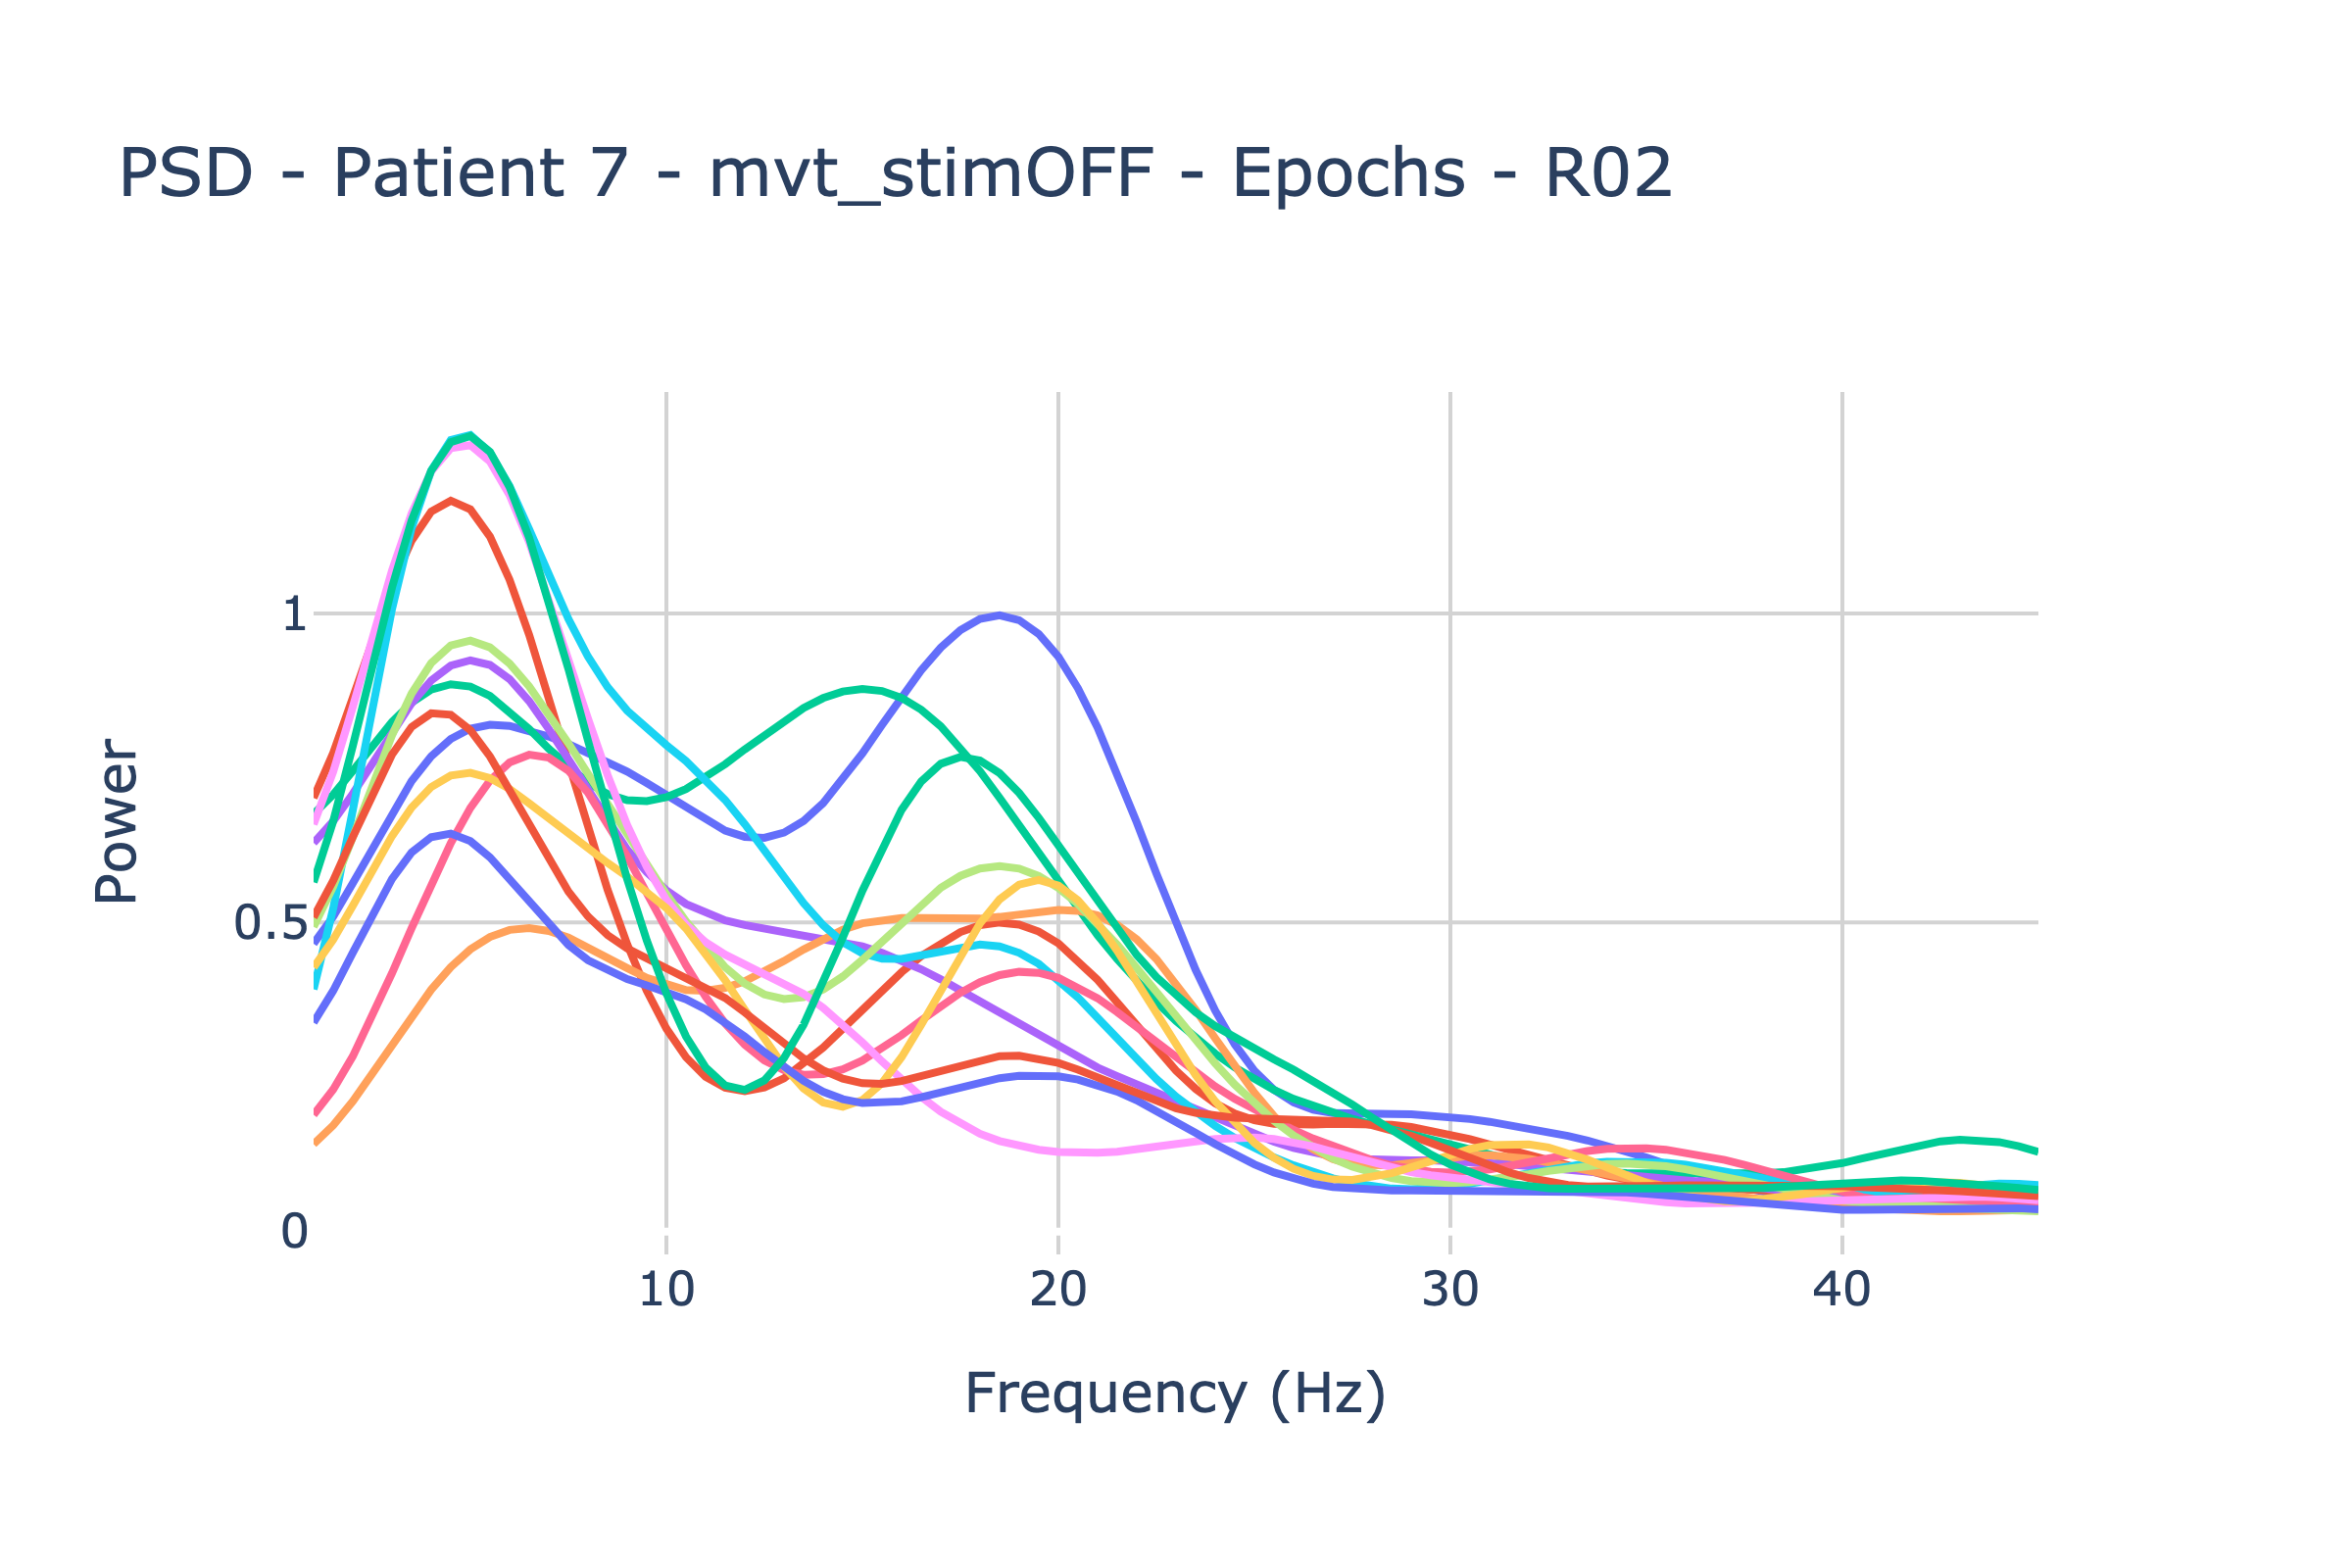 PSD - Patient 7 - mvt_stimOFF - Epochs - R02
Power
1
0.5
0
10 20 30 40
Frequency (Hz)